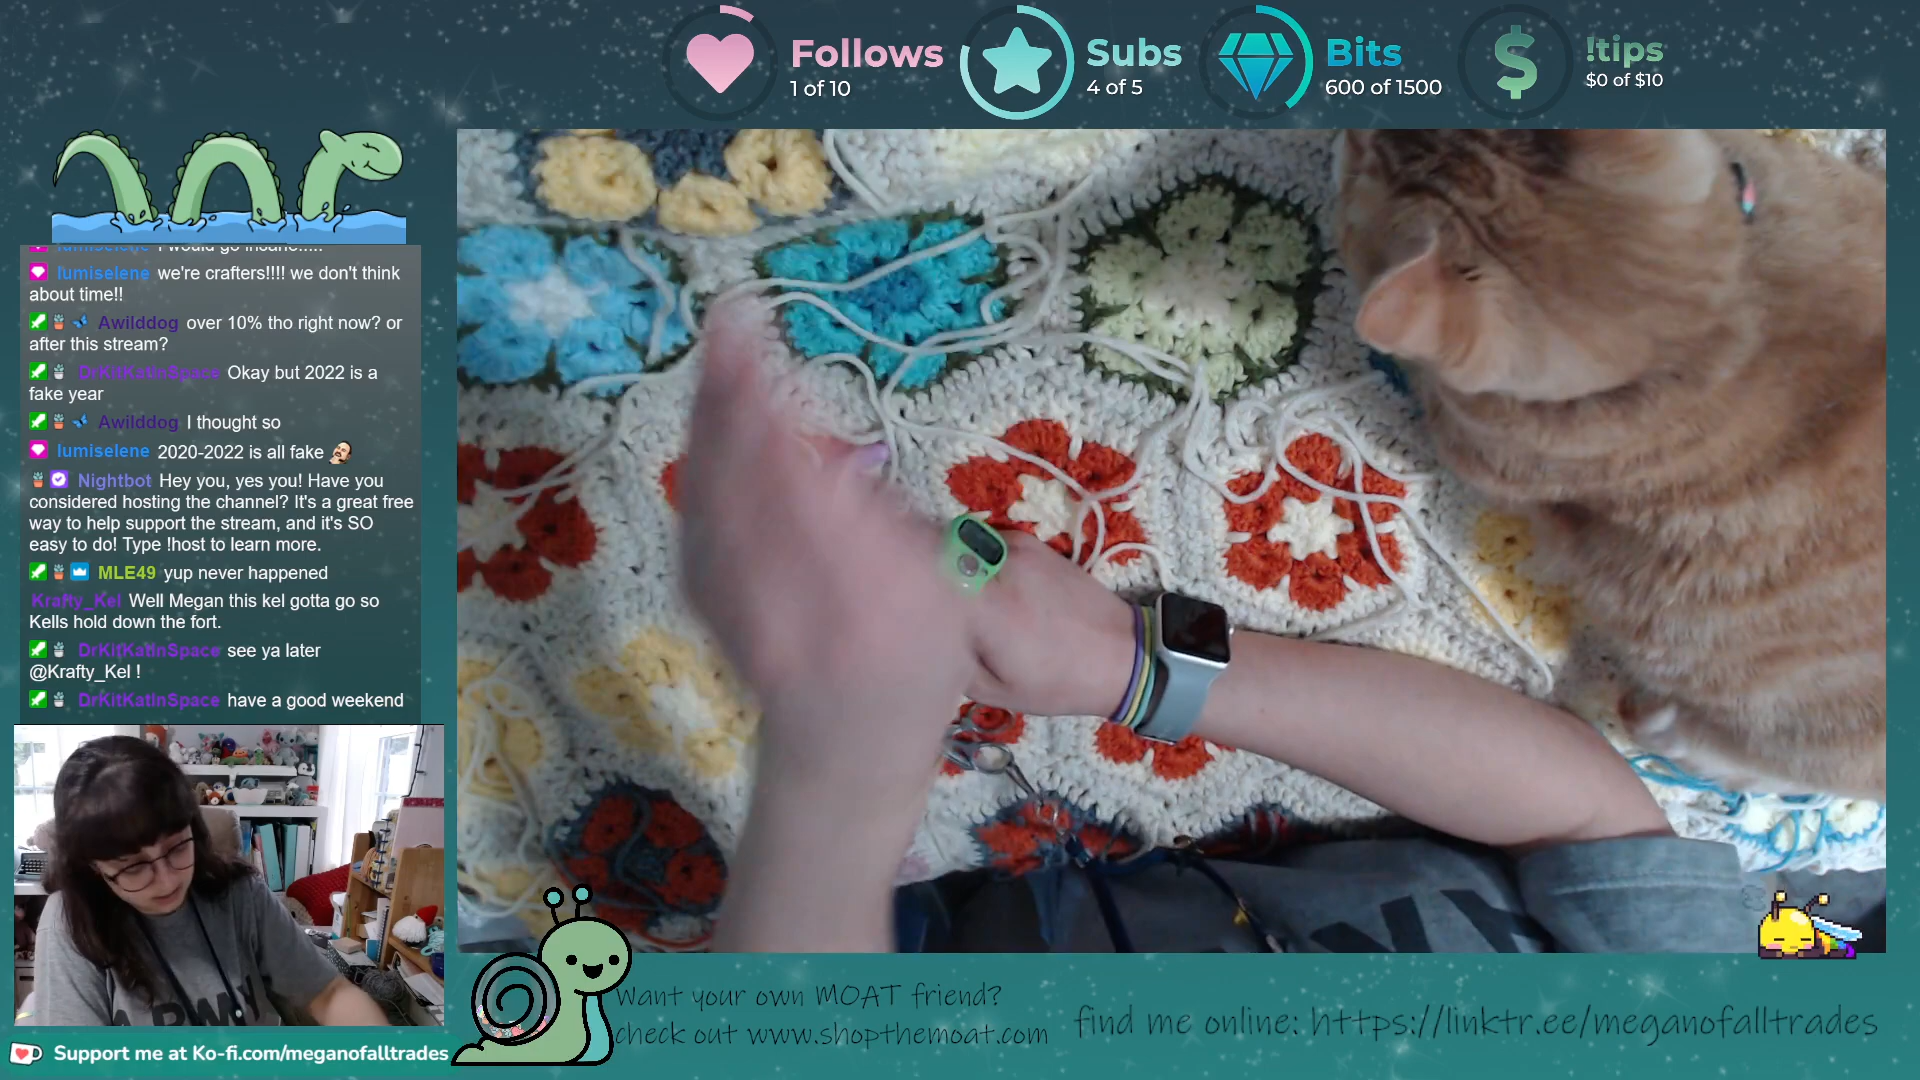 Follows
1 of 10
Subs
4 of 5
Bits
600 of 1500
!tips
$0 of $10
lumiselene I would go insane.....
lumiselene we're crafters!!!! we don't think
about time!!
Awilddog over 10% tho right now? or
after this stream?
DrKitKatInSpace Okay but 2022 is a
fake year
Awilddog I thought so
lumiselene 2020-2022 is all fake
Nightbot Hey you, yes you! Have you
considered hosting the channel? It's a great free
way to help support the stream, and it's SO
easy to do! Type !host to learn more.
MLE49 yup never happened
Krafty_Kel Well Megan this kel gotta go so
Kells hold down the fort.
DrKitKatInSpace see ya later
@Krafty_Kel !
DrKitKatInSpace have a good weekend
Support me at Ko-fi.com/meganofalltrades
Want your own MOAT friend?
check out www.shopthemoat.com
find me online: https://linktr.ee/meganofalltrades